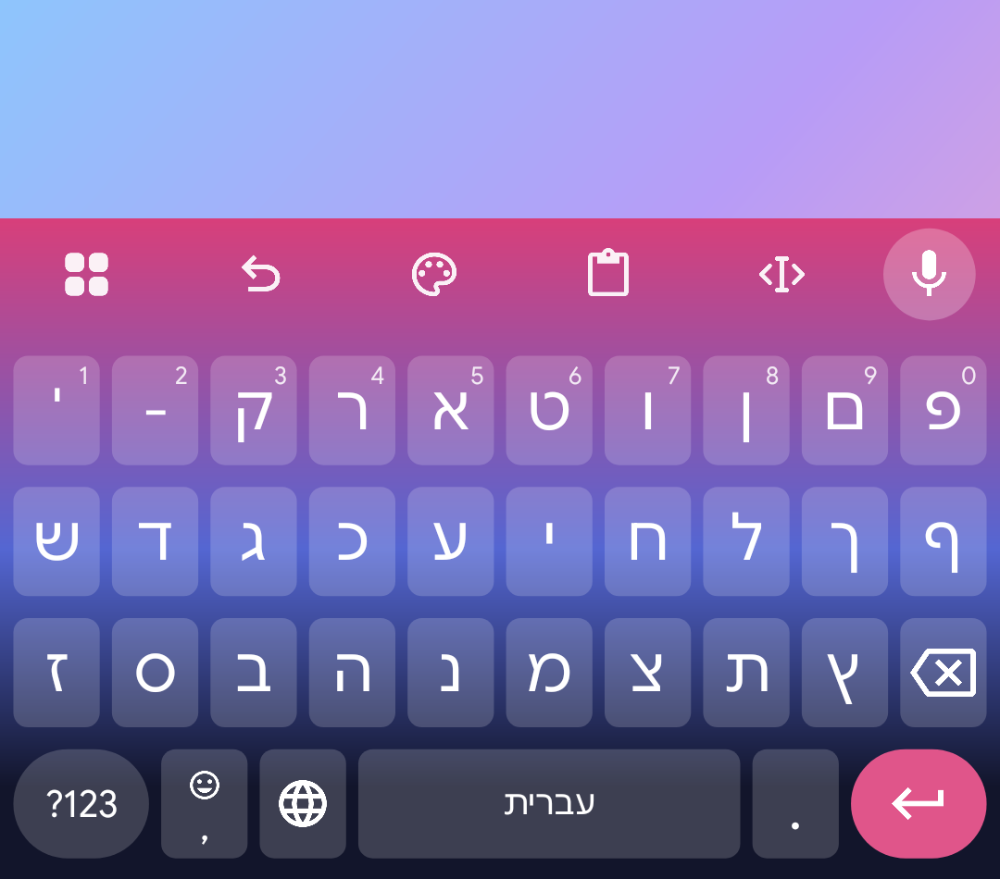 ' 1 - 2 ק 3 ר 4 א 5 ט 6 ו 7 ן 8 ם 9 פ 0
ש ד ג כ ע י ח ל ך ף
ז ס ב ה נ מ צ ת ץ
?123 , עברית .